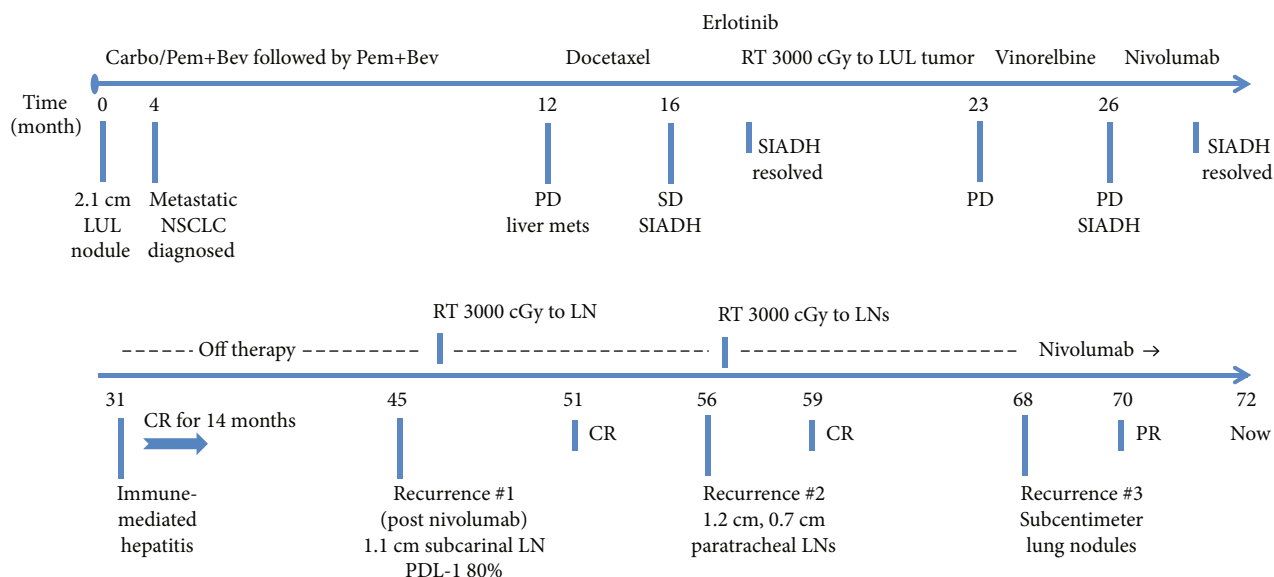 Erlotinib
Carbo/Pem+Bev followed by Pem+Bev
Docetaxel
RT 3000 cGy to LUL tumor
Vinorelbine
Nivolumab
Time
(month)
0
4
12
16
23
26
2.1 cm
LUL
nodule
Metastatic
NSCLC
diagnosed
PD
liver mets
SD
SIADH
SIADH
resolved
PD
PD
SIADH
SIADH
resolved
RT 3000 cGy to LN
RT 3000 cGy to LNs
Off therapy
Nivolumab →
31
45
51
56
59
68
70
72
CR for 14 months
CR
CR
PR
Now
Immune-
mediated
hepatitis
Recurrence #1
(post nivolumab)
1.1 cm subcarinal LN
PDL-1 80%
Recurrence #2
1.2 cm, 0.7 cm
paratracheal LNs
Recurrence #3
Subcentimeter
lung nodules